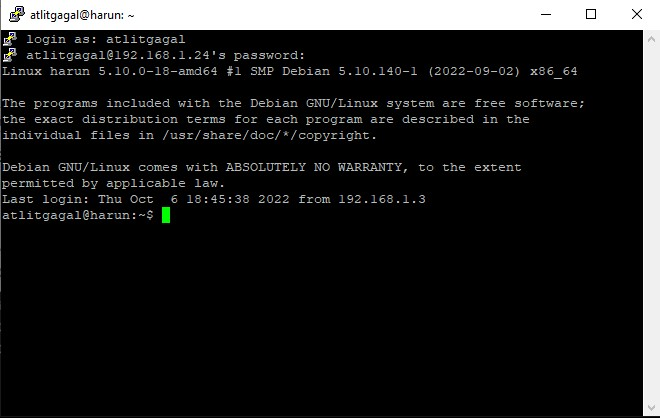 atlitgagal@harun: ~
login as: atlitgagal
atlitgagal@192.168.1.24's password:
Linux harun 5.10.0-18-amd64 #1 SMP Debian 5.10.140-1 (2022-09-02) x86_64

The programs included with the Debian GNU/Linux system are free software;
the exact distribution terms for each program are described in the
individual files in /usr/share/doc/*/copyright.

Debian GNU/Linux comes with ABSOLUTELY NO WARRANTY, to the extent
permitted by applicable law.
Last login: Thu Oct  6 18:45:38 2022 from 192.168.1.3
atlitgagal@harun:~$